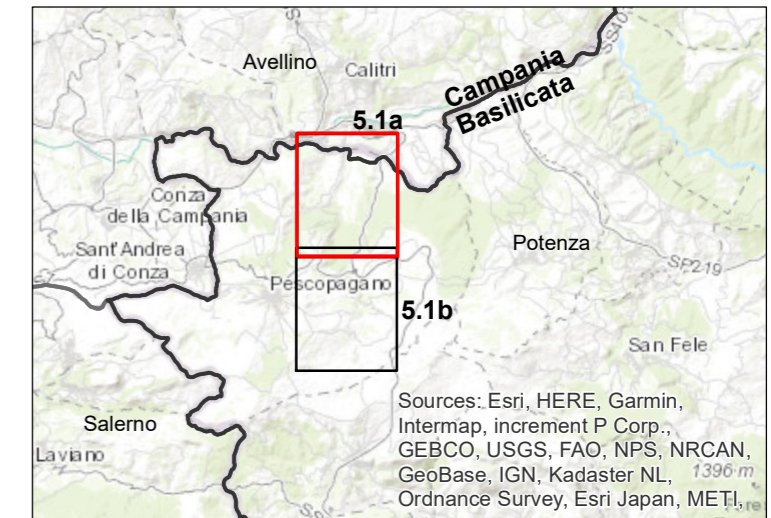 SS401
Avellino
Calitri
Campania
Basilicata
5.1a
Conza
della Campania
Sant'Andrea
di Conza
Potenza
SP219
Pescopagano
5.1b
San Fele
Salerno
Laviano
Sources: Esri, HERE, Garmin,
Intermap, increment P Corp.,
GEBCO, USGS, FAO, NPS, NRCAN,
GeoBase, IGN, Kadaster NL,
1396 m
Ordnance Survey, Esri Japan, METI,